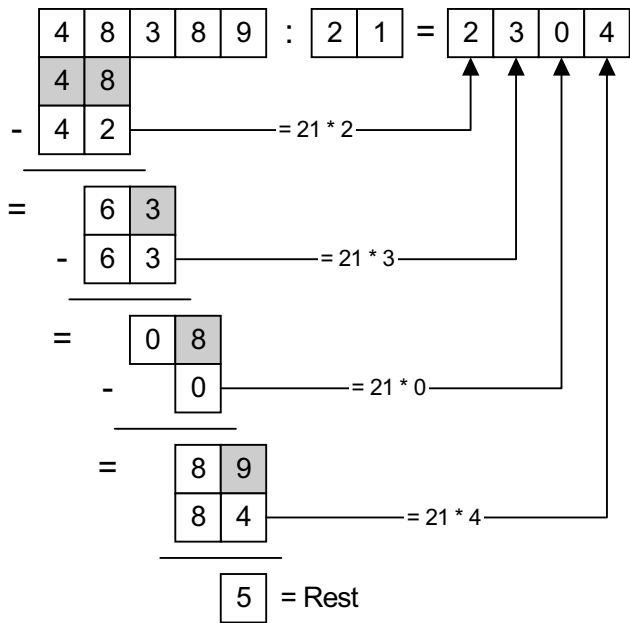 4 8 3 8 9 : 2 1 = 2 3 0 4
4 8
- 4 2 = 21 * 2
= 6 3
- 6 3 = 21 * 3
= 0 8
- 0 = 21 * 0
= 8 9
8 4 = 21 * 4
5 = Rest